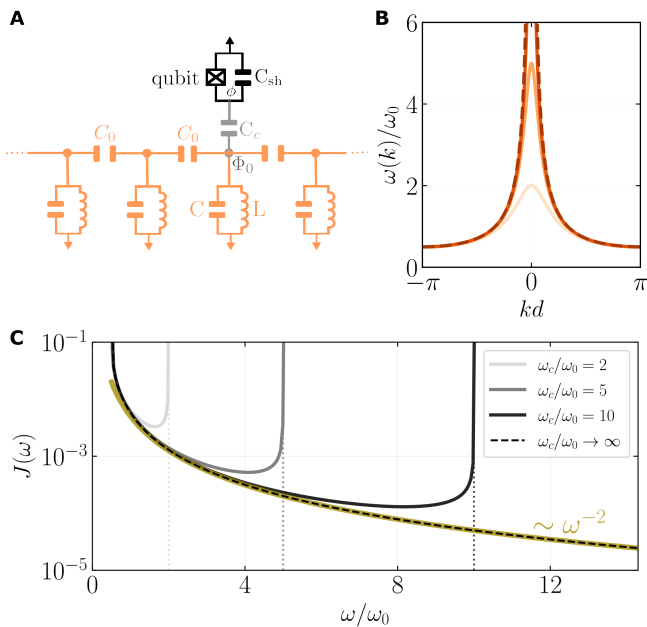 A
qubit
C_sh
ϕ
C_0
C_0
C_c
Φ_0
C
L
B
ω(k)/ω_0
6
4
2
0
−π
0
π
kd
C
J(ω)
10^−1
10^−3
10^−5
ω_c/ω_0 = 2
ω_c/ω_0 = 5
ω_c/ω_0 = 10
ω_c/ω_0 → ∞
~ ω^−2
0
4
8
12
ω/ω_0